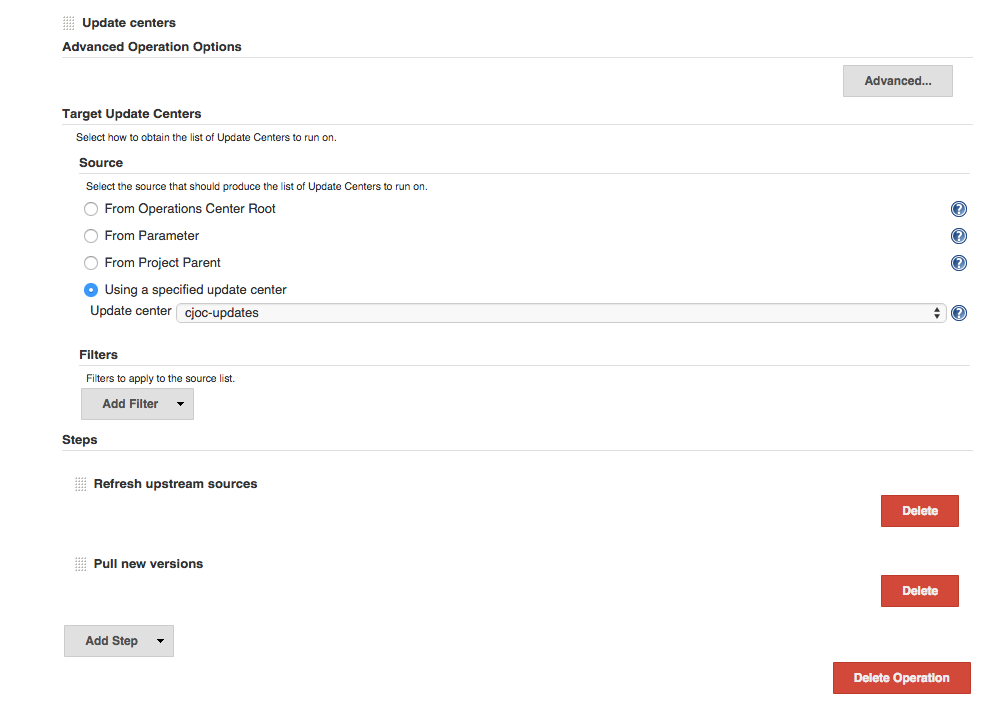 Update centers
Advanced Operation Options
Advanced...
Target Update Centers
Select how to obtain the list of Update Centers to run on.
Source
Select the source that should produce the list of Update Centers to run on.
From Operations Center Root
?
From Parameter
?
From Project Parent
?
Using a specified update center
Update center cjoc-updates ?
Filters
Filters to apply to the source list.
Add Filter
Steps
Refresh upstream sources
Delete
Pull new versions
Delete
Add Step
Delete Operation